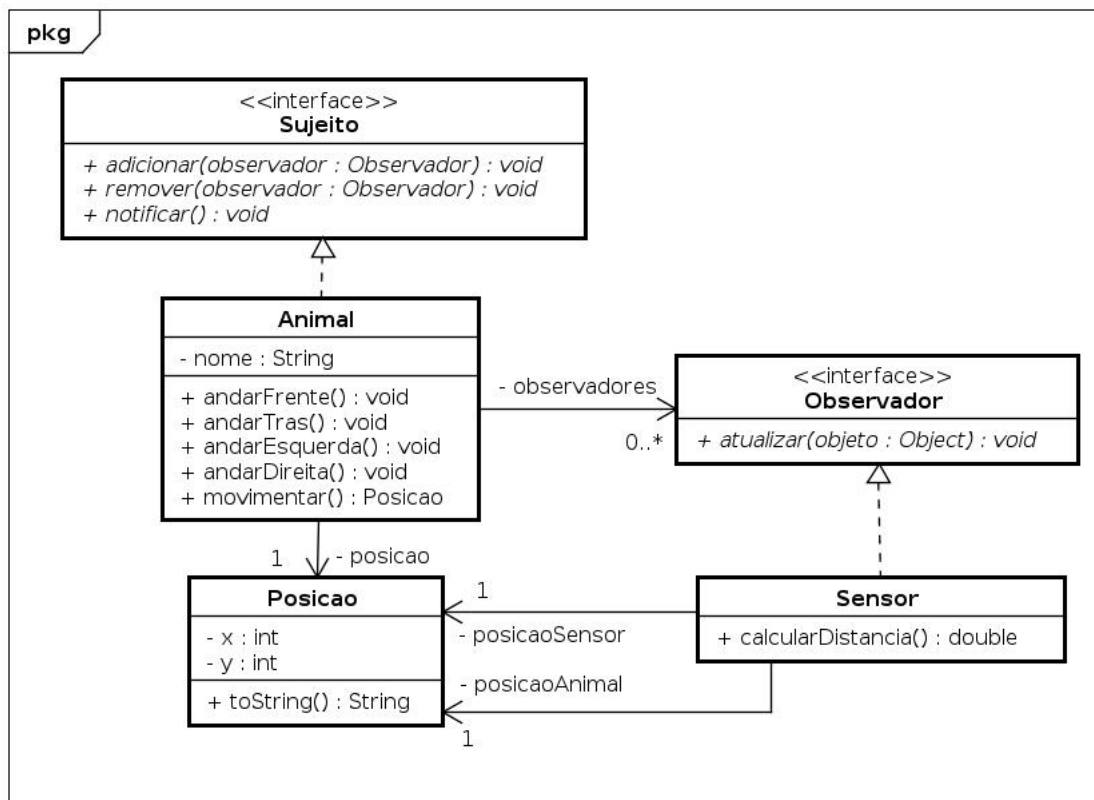 pkg
<<interface>>
Sujeito
+ adicionar(observador : Observador) : void
+ remover(observador : Observador) : void
+ notificar() : void
Animal
- nome : String
+ andarFrente() : void
+ andarTras() : void
+ andarEsquerda() : void
+ andarDireita() : void
+ movimentar() : Posicao
- observadores
0..*
<<interface>>
Observador
+ atualizar(objeto : Object) : void
1
- posicao
Posicao
- x : int
- y : int
+ toString() : String
1
- posicaoSensor
- posicaoAnimal
1
Sensor
+ calcularDistancia() : double